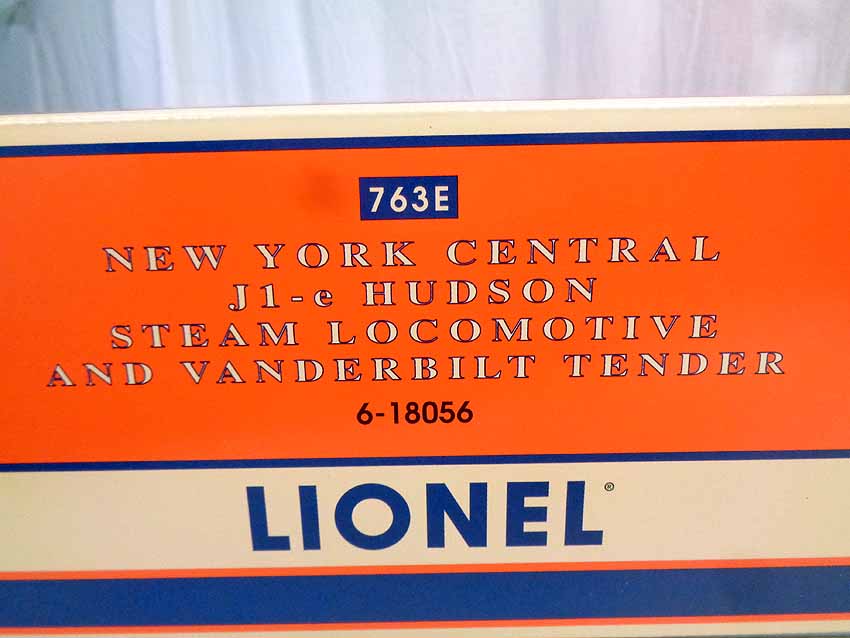 763E
NEW YORK CENTRAL
J1-e HUDSON
STEAM LOCOMOTIVE
AND VANDERBILT TENDER
6-18056
LIONEL®